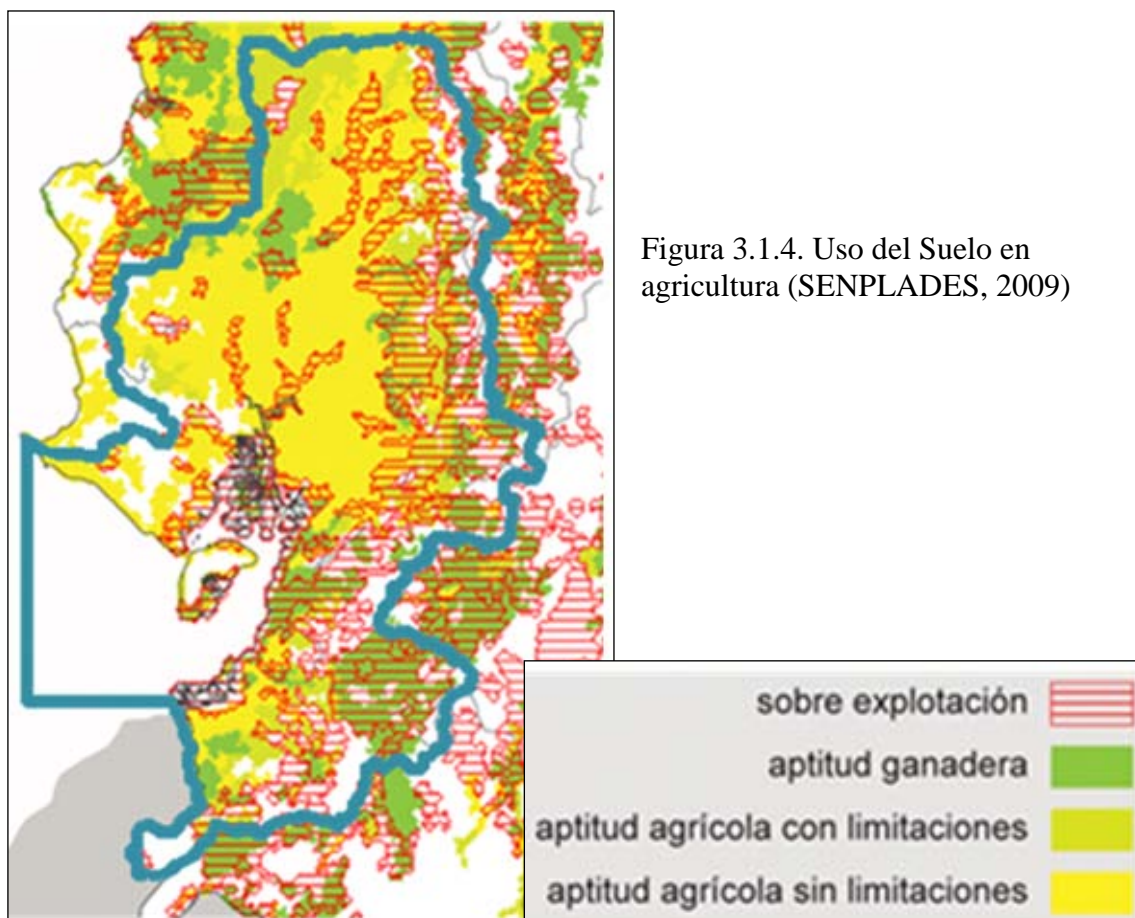 Figura 3.1.4. Uso del Suelo en
agricultura (SENPLADES, 2009)
sobre explotación
aptitud ganadera
aptitud agrícola con limitaciones
aptitud agrícola sin limitaciones